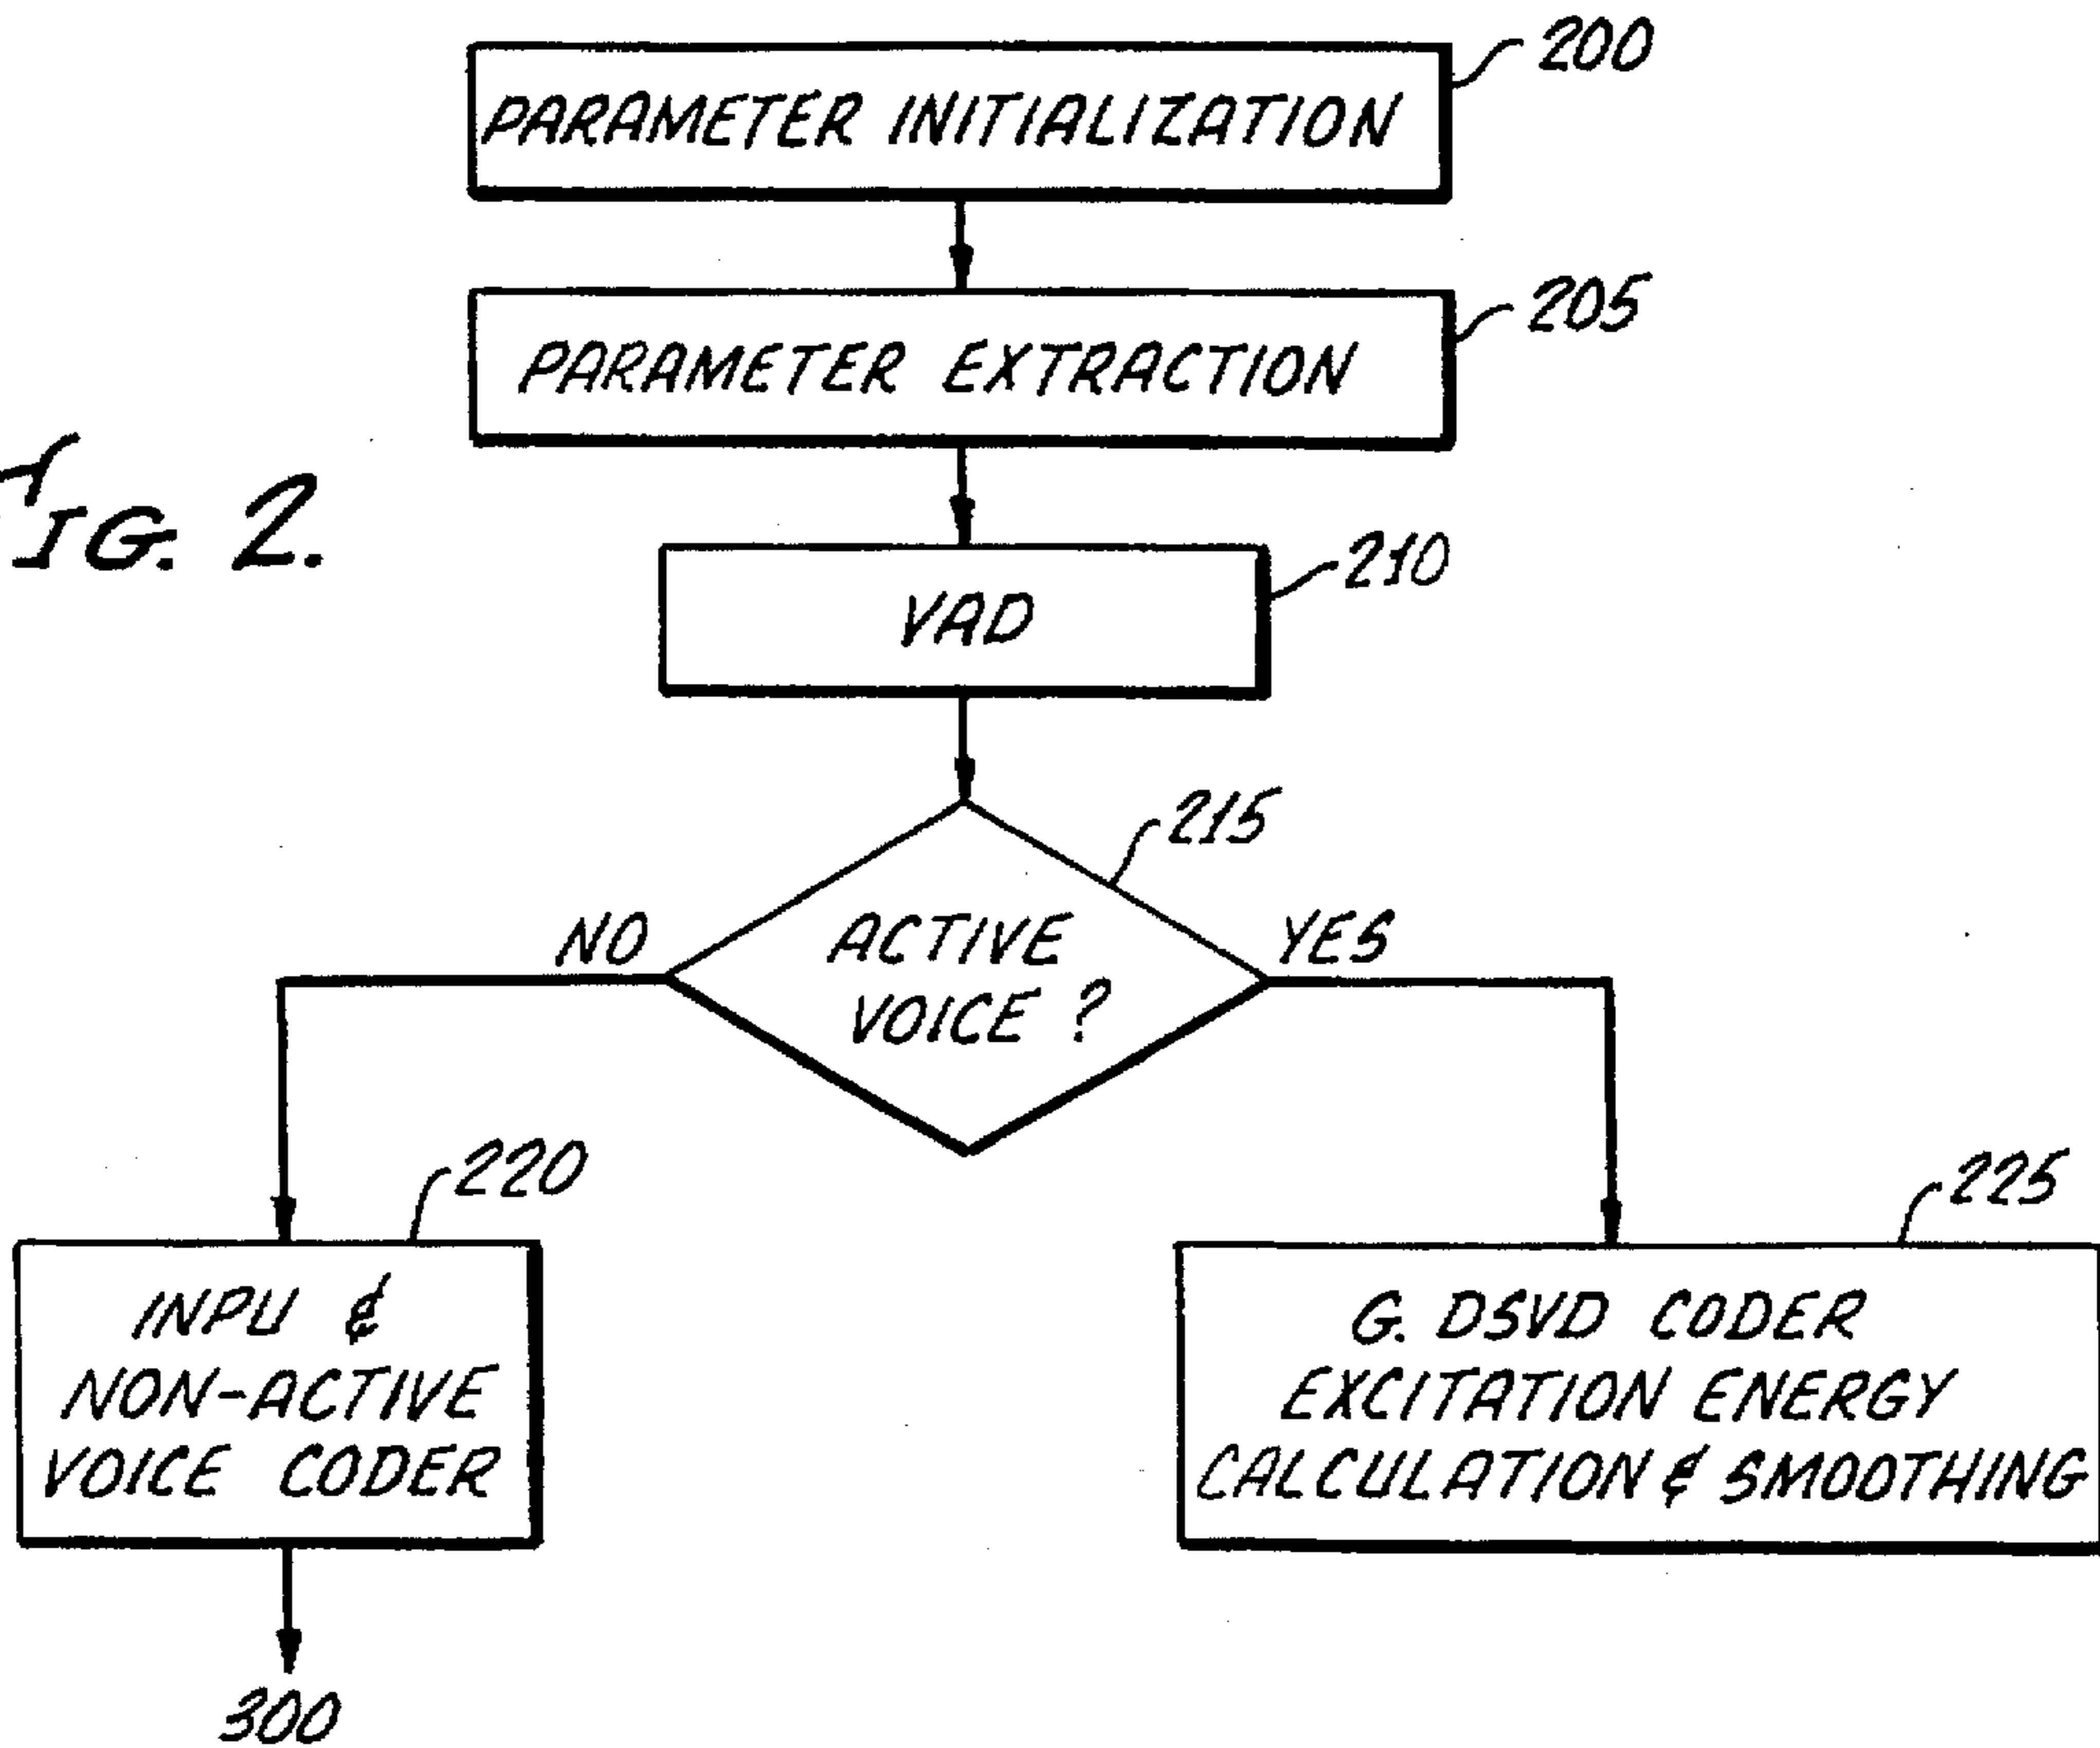 200
PARAMETER INITIALIZATION
205
PARAMETER EXTRACTION
FIG. 2.
210
VAD
215
NO
ACTIVE
VOICE ?
YES
220
INPU &
NON-ACTIVE
VOICE CODER
225
G. DSVD CODER
EXCITATION ENERGY
CALCULATION & SMOOTHING
300